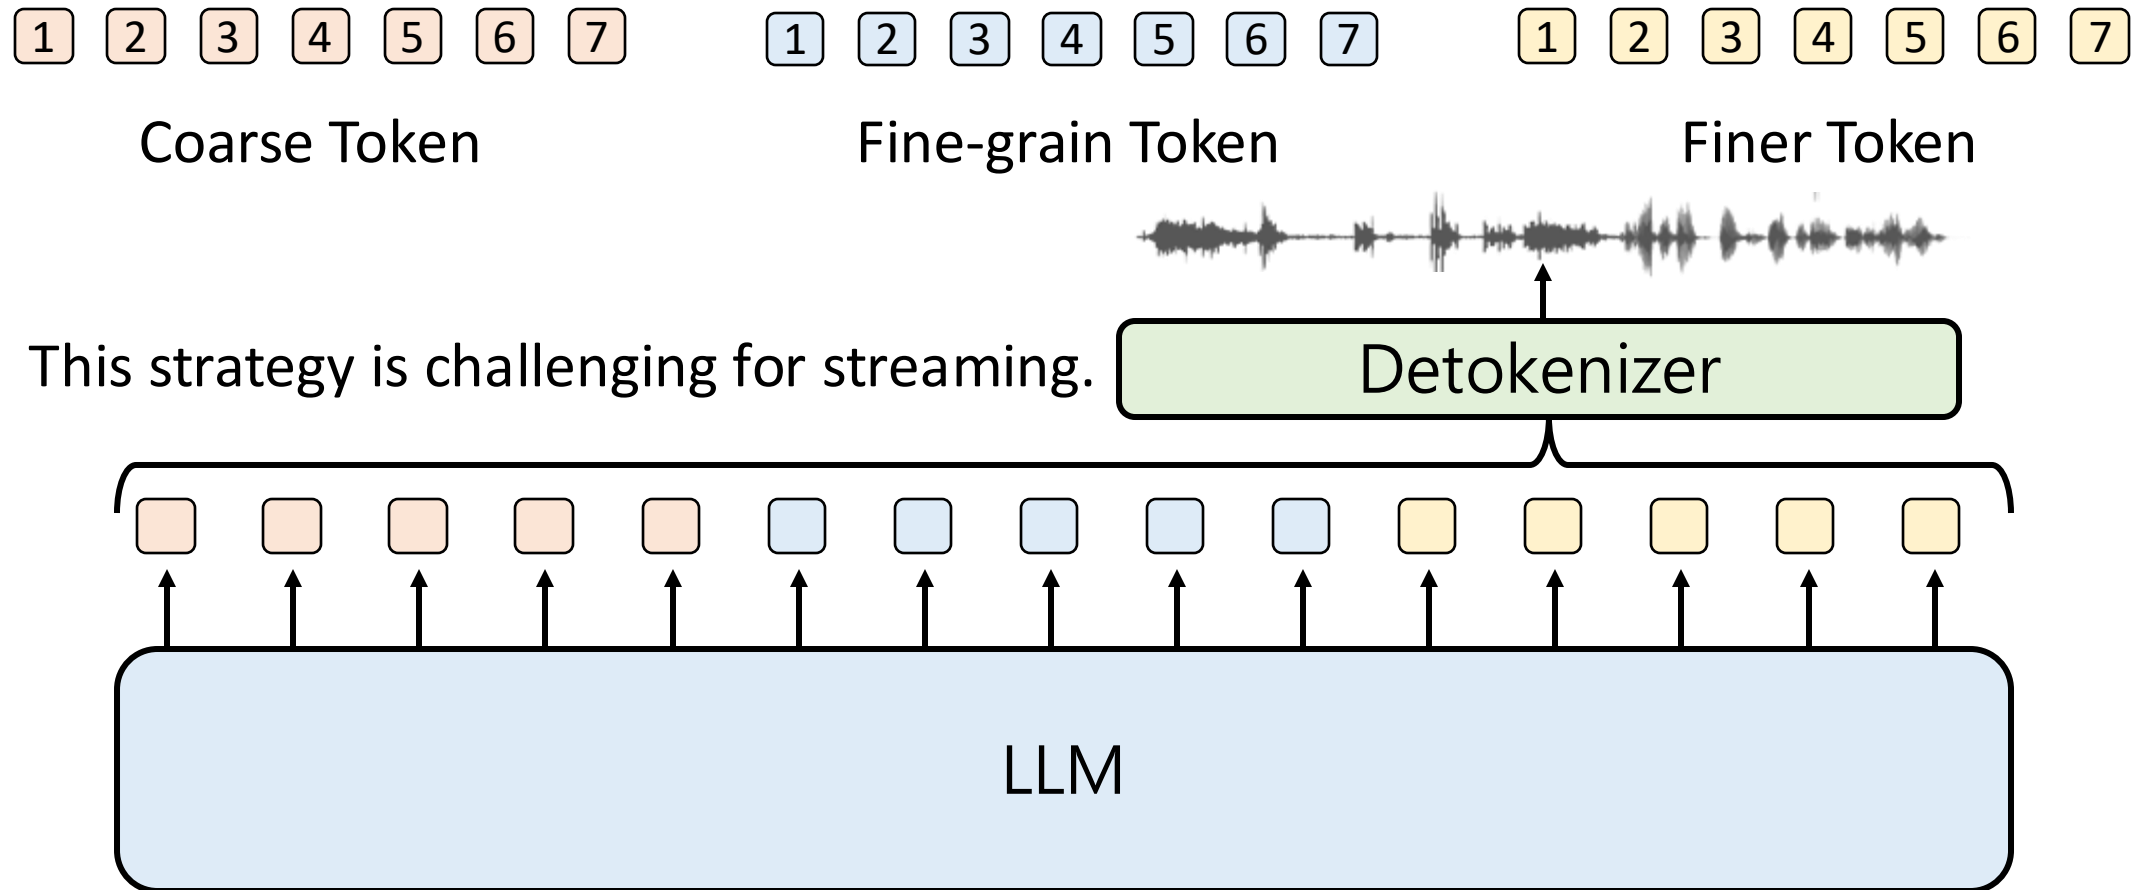 1 2 3 4 5 6 7 1 2 3 4 5 6 7 1 2 3 4 5 6 7
Coarse Token Fine-grain Token Finer Token
This strategy is challenging for streaming. Detokenizer
LLM